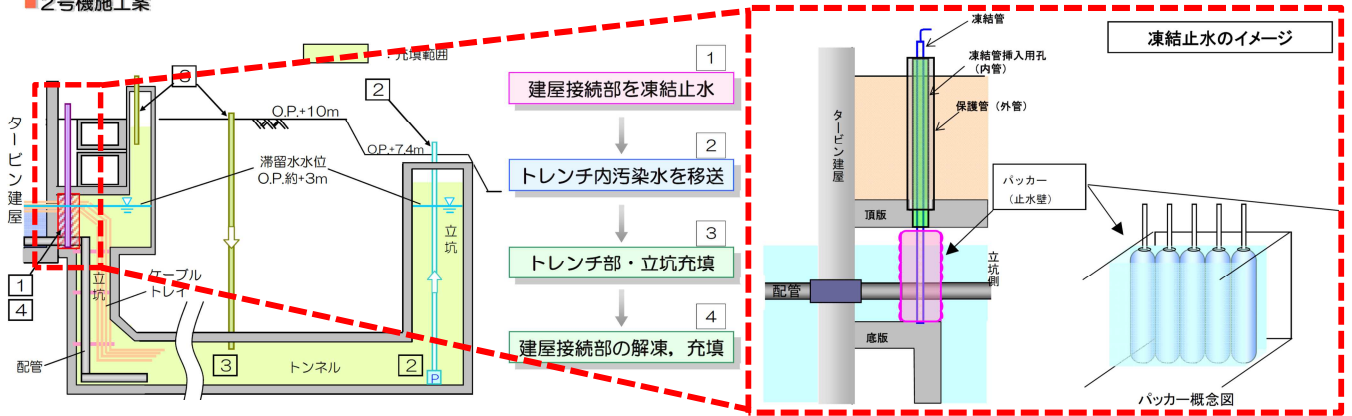 ■2号機施工案
：充填範囲
3
2
O.P.+10m
O.P.+7.4m
タービン建屋
滞留水水位
O.P.約+3m
立坑
立坑
1
4
ケーブル
トレイ
配管
3
トンネル
2
P
1
建屋接続部を凍結止水
2
トレンチ内汚染水を移送
3
トレンチ部・立坑充填
4
建屋接続部の解凍，充填
凍結止水のイメージ
凍結管
凍結管挿入用孔
（内管）
保護管（外管）
タービン建屋
パッカー
（止水壁）
頂版
立坑側
配管
底版
パッカー概念図